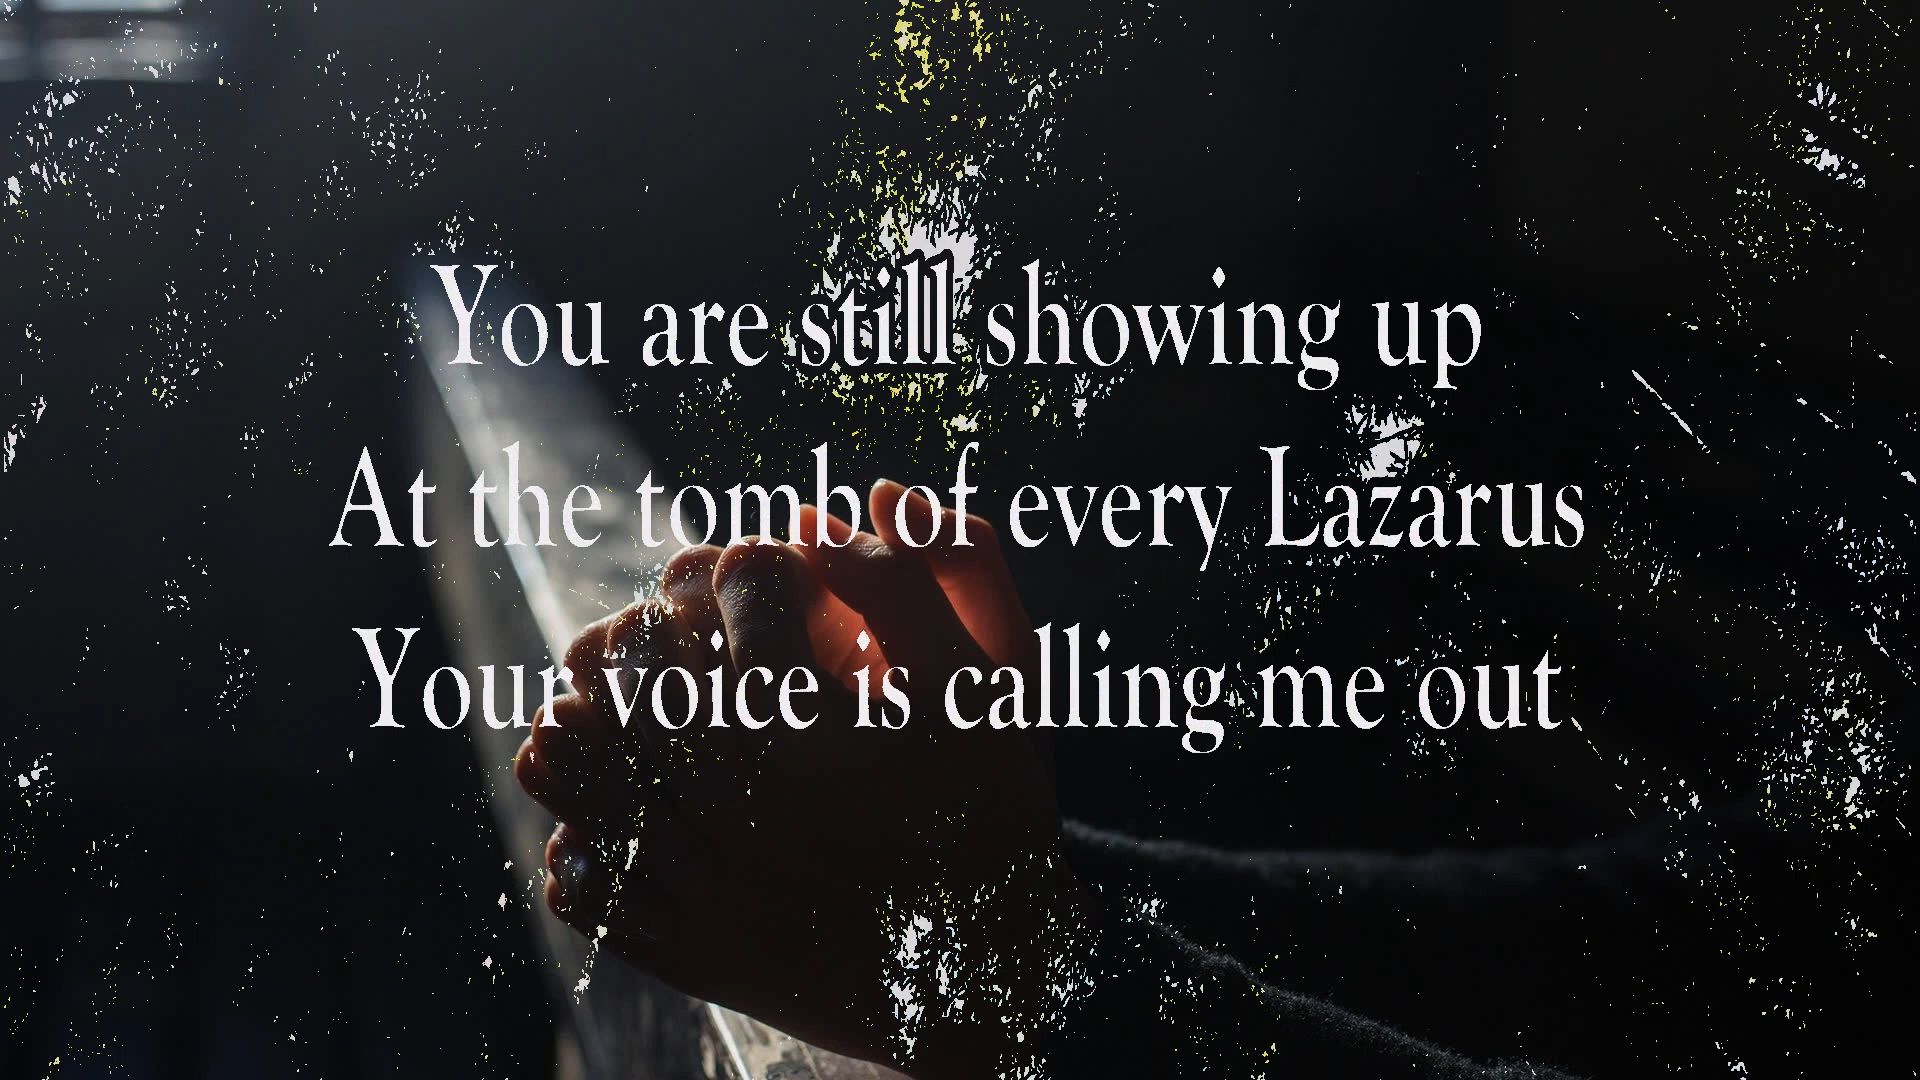 You are still showing up
At the tomb of every Lazarus
Your voice is calling me out